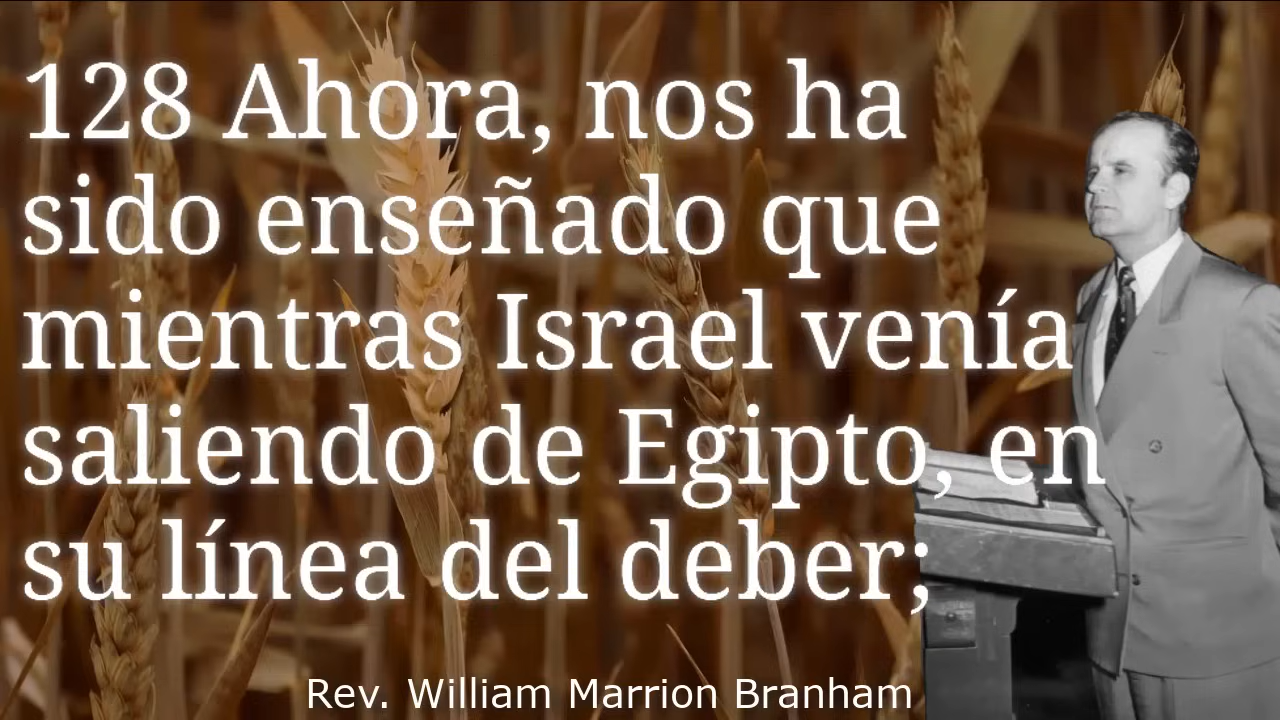 128 Ahora, nos ha
sido enseñado que
mientras Israel venía
saliendo de Egipto, en
su línea del deber;
Rev. William Marrion Branham